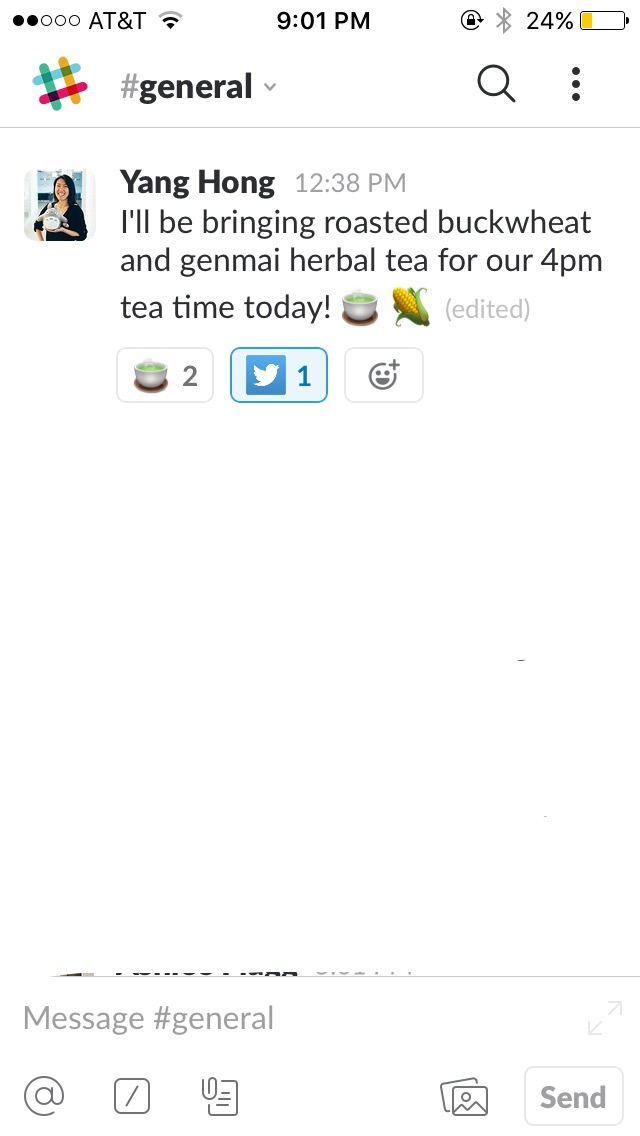 AT&T 9:01 PM 24%
#general
Yang Hong 12:38 PM
I'll be bringing roasted buckwheat
and genmai herbal tea for our 4pm
tea time today! 🍵 🌽 (edited)
2 1
Message #general
Send